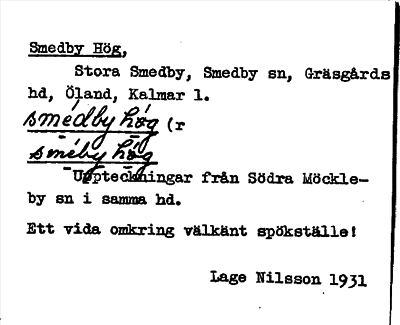 Smedby Hög,
Stora Smedby, Smedby sn, Gräsgårds
hd, Öland, Kalmar l.
smedby hög (r
sméby hög
Uppteckningar från Södra Möckle-
by sn i samma hd.
Ett vida omkring välkänt spökställe!
Lage Nilsson 1931